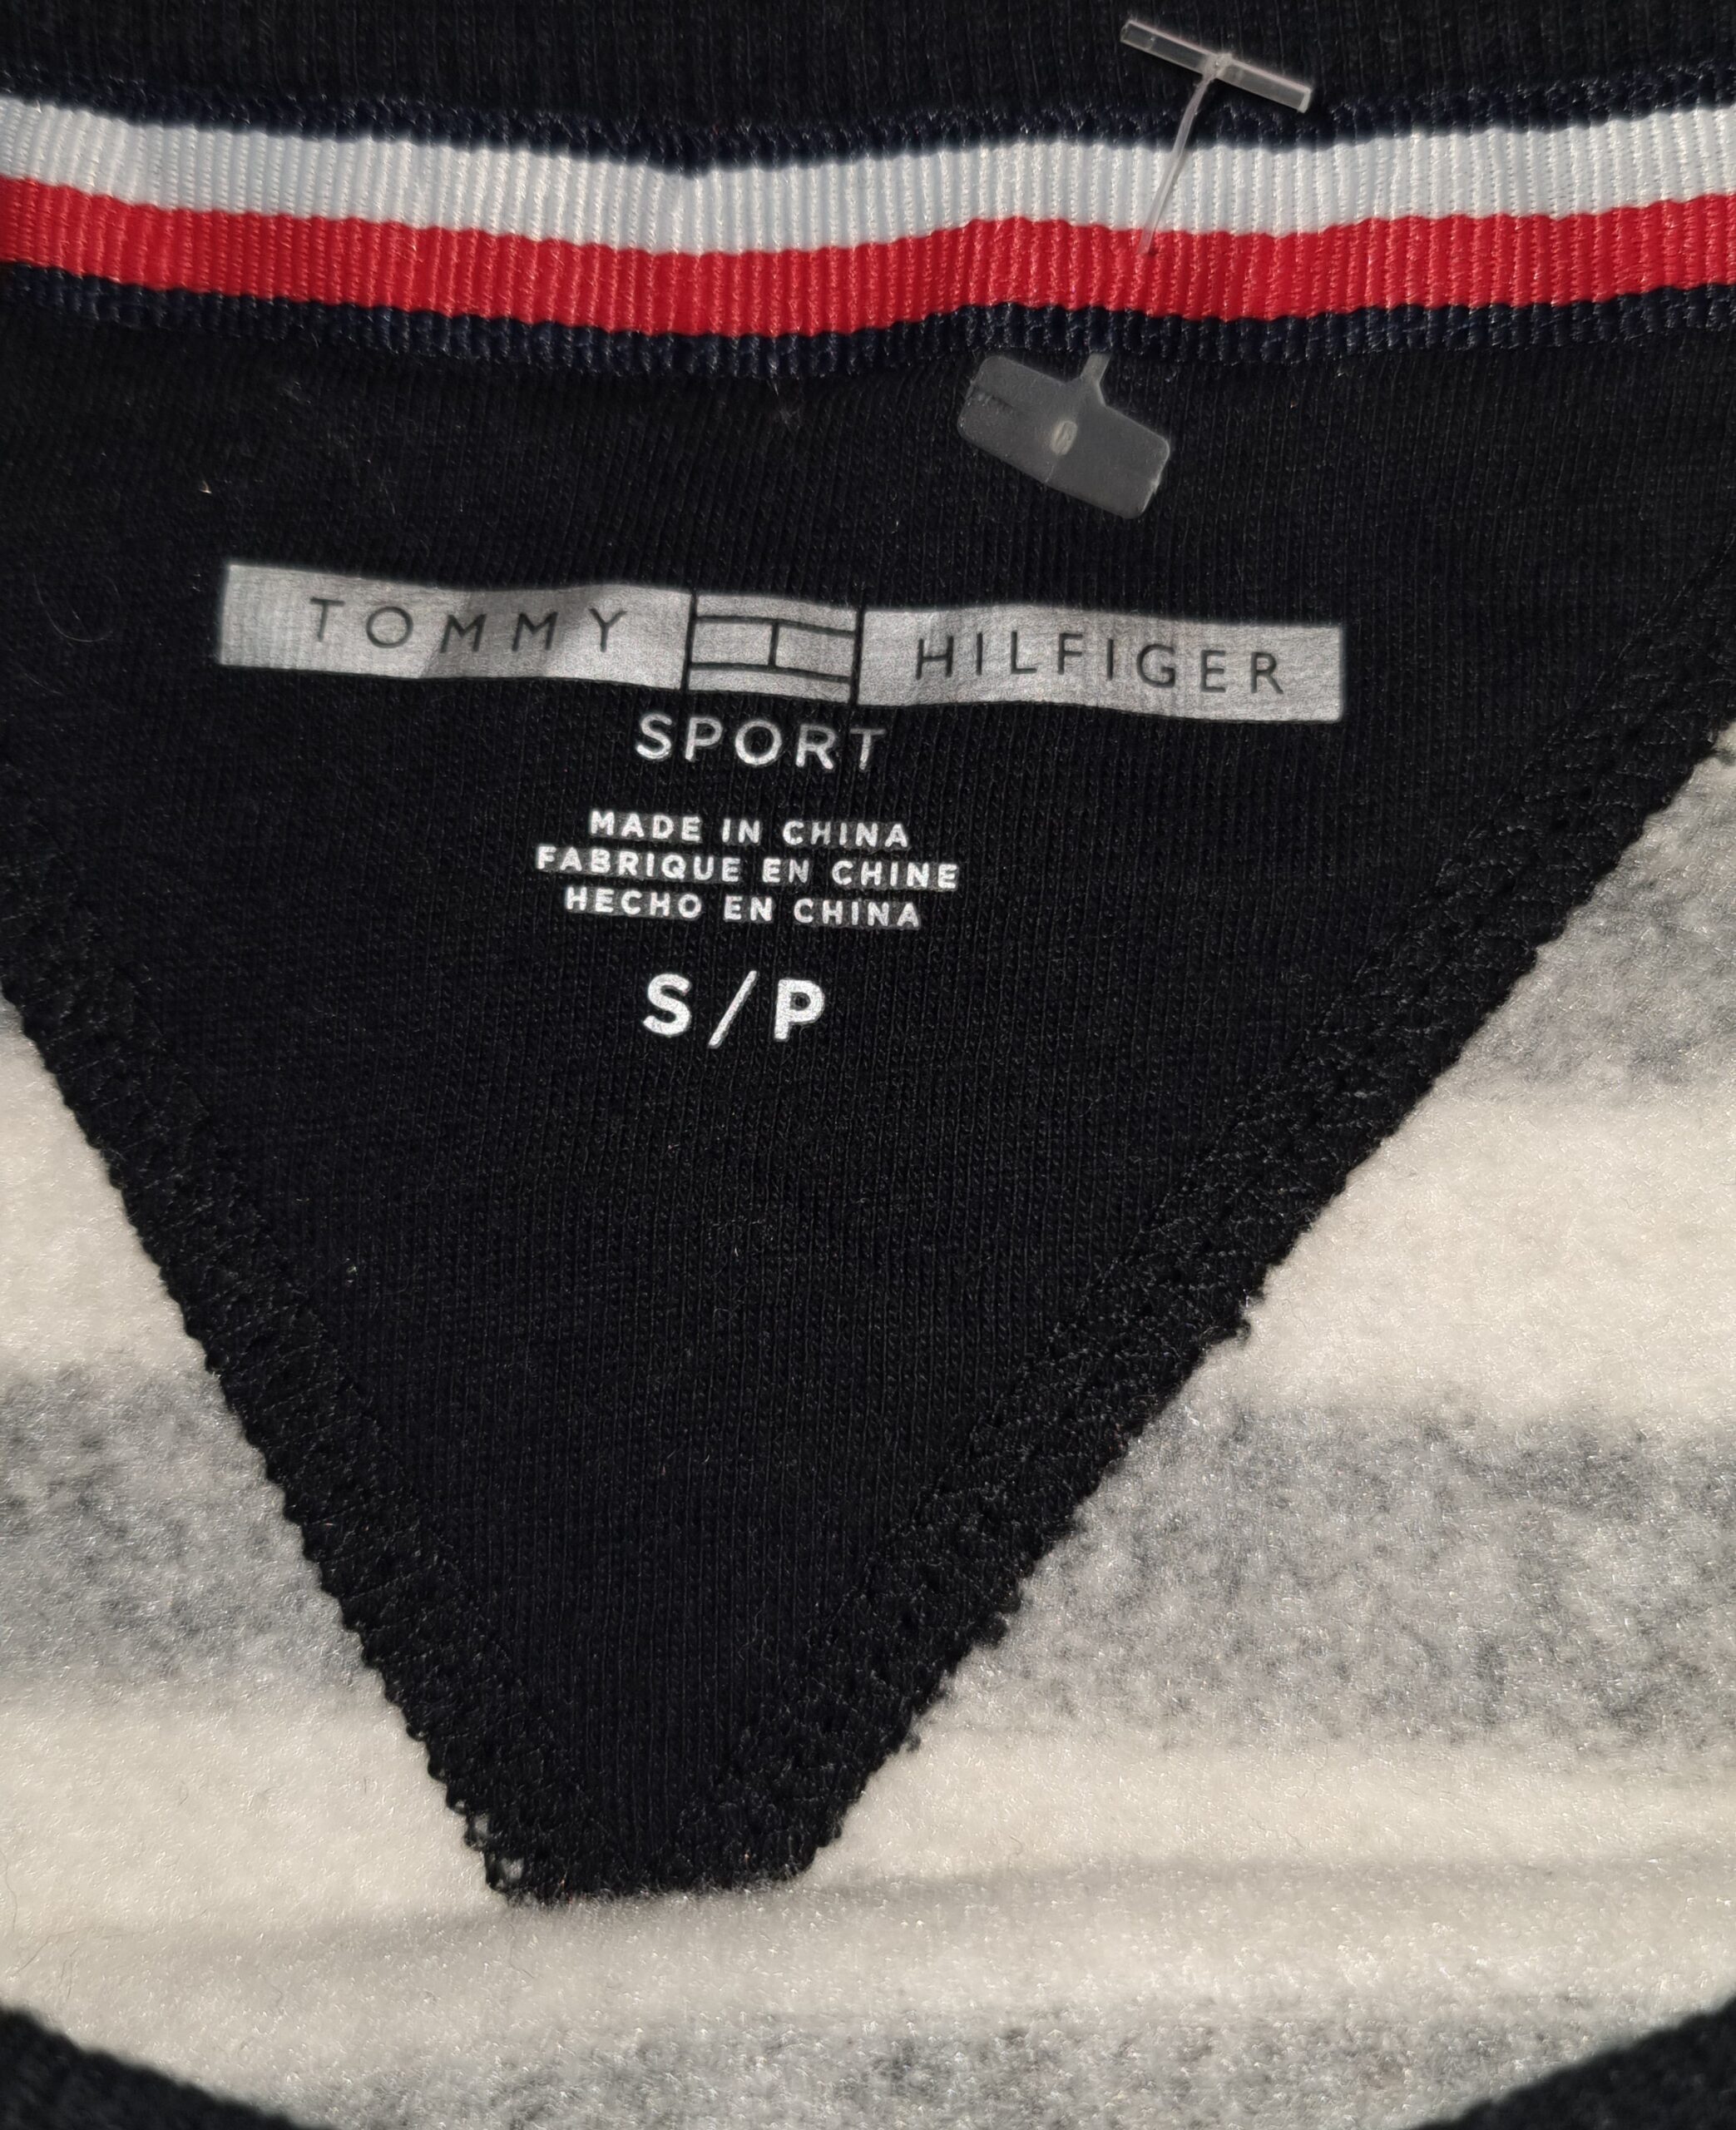 TOMMY HILFIGER
SPORT
MADE IN CHINA
FABRIQUE EN CHINE
HECHO EN CHINA
S / P